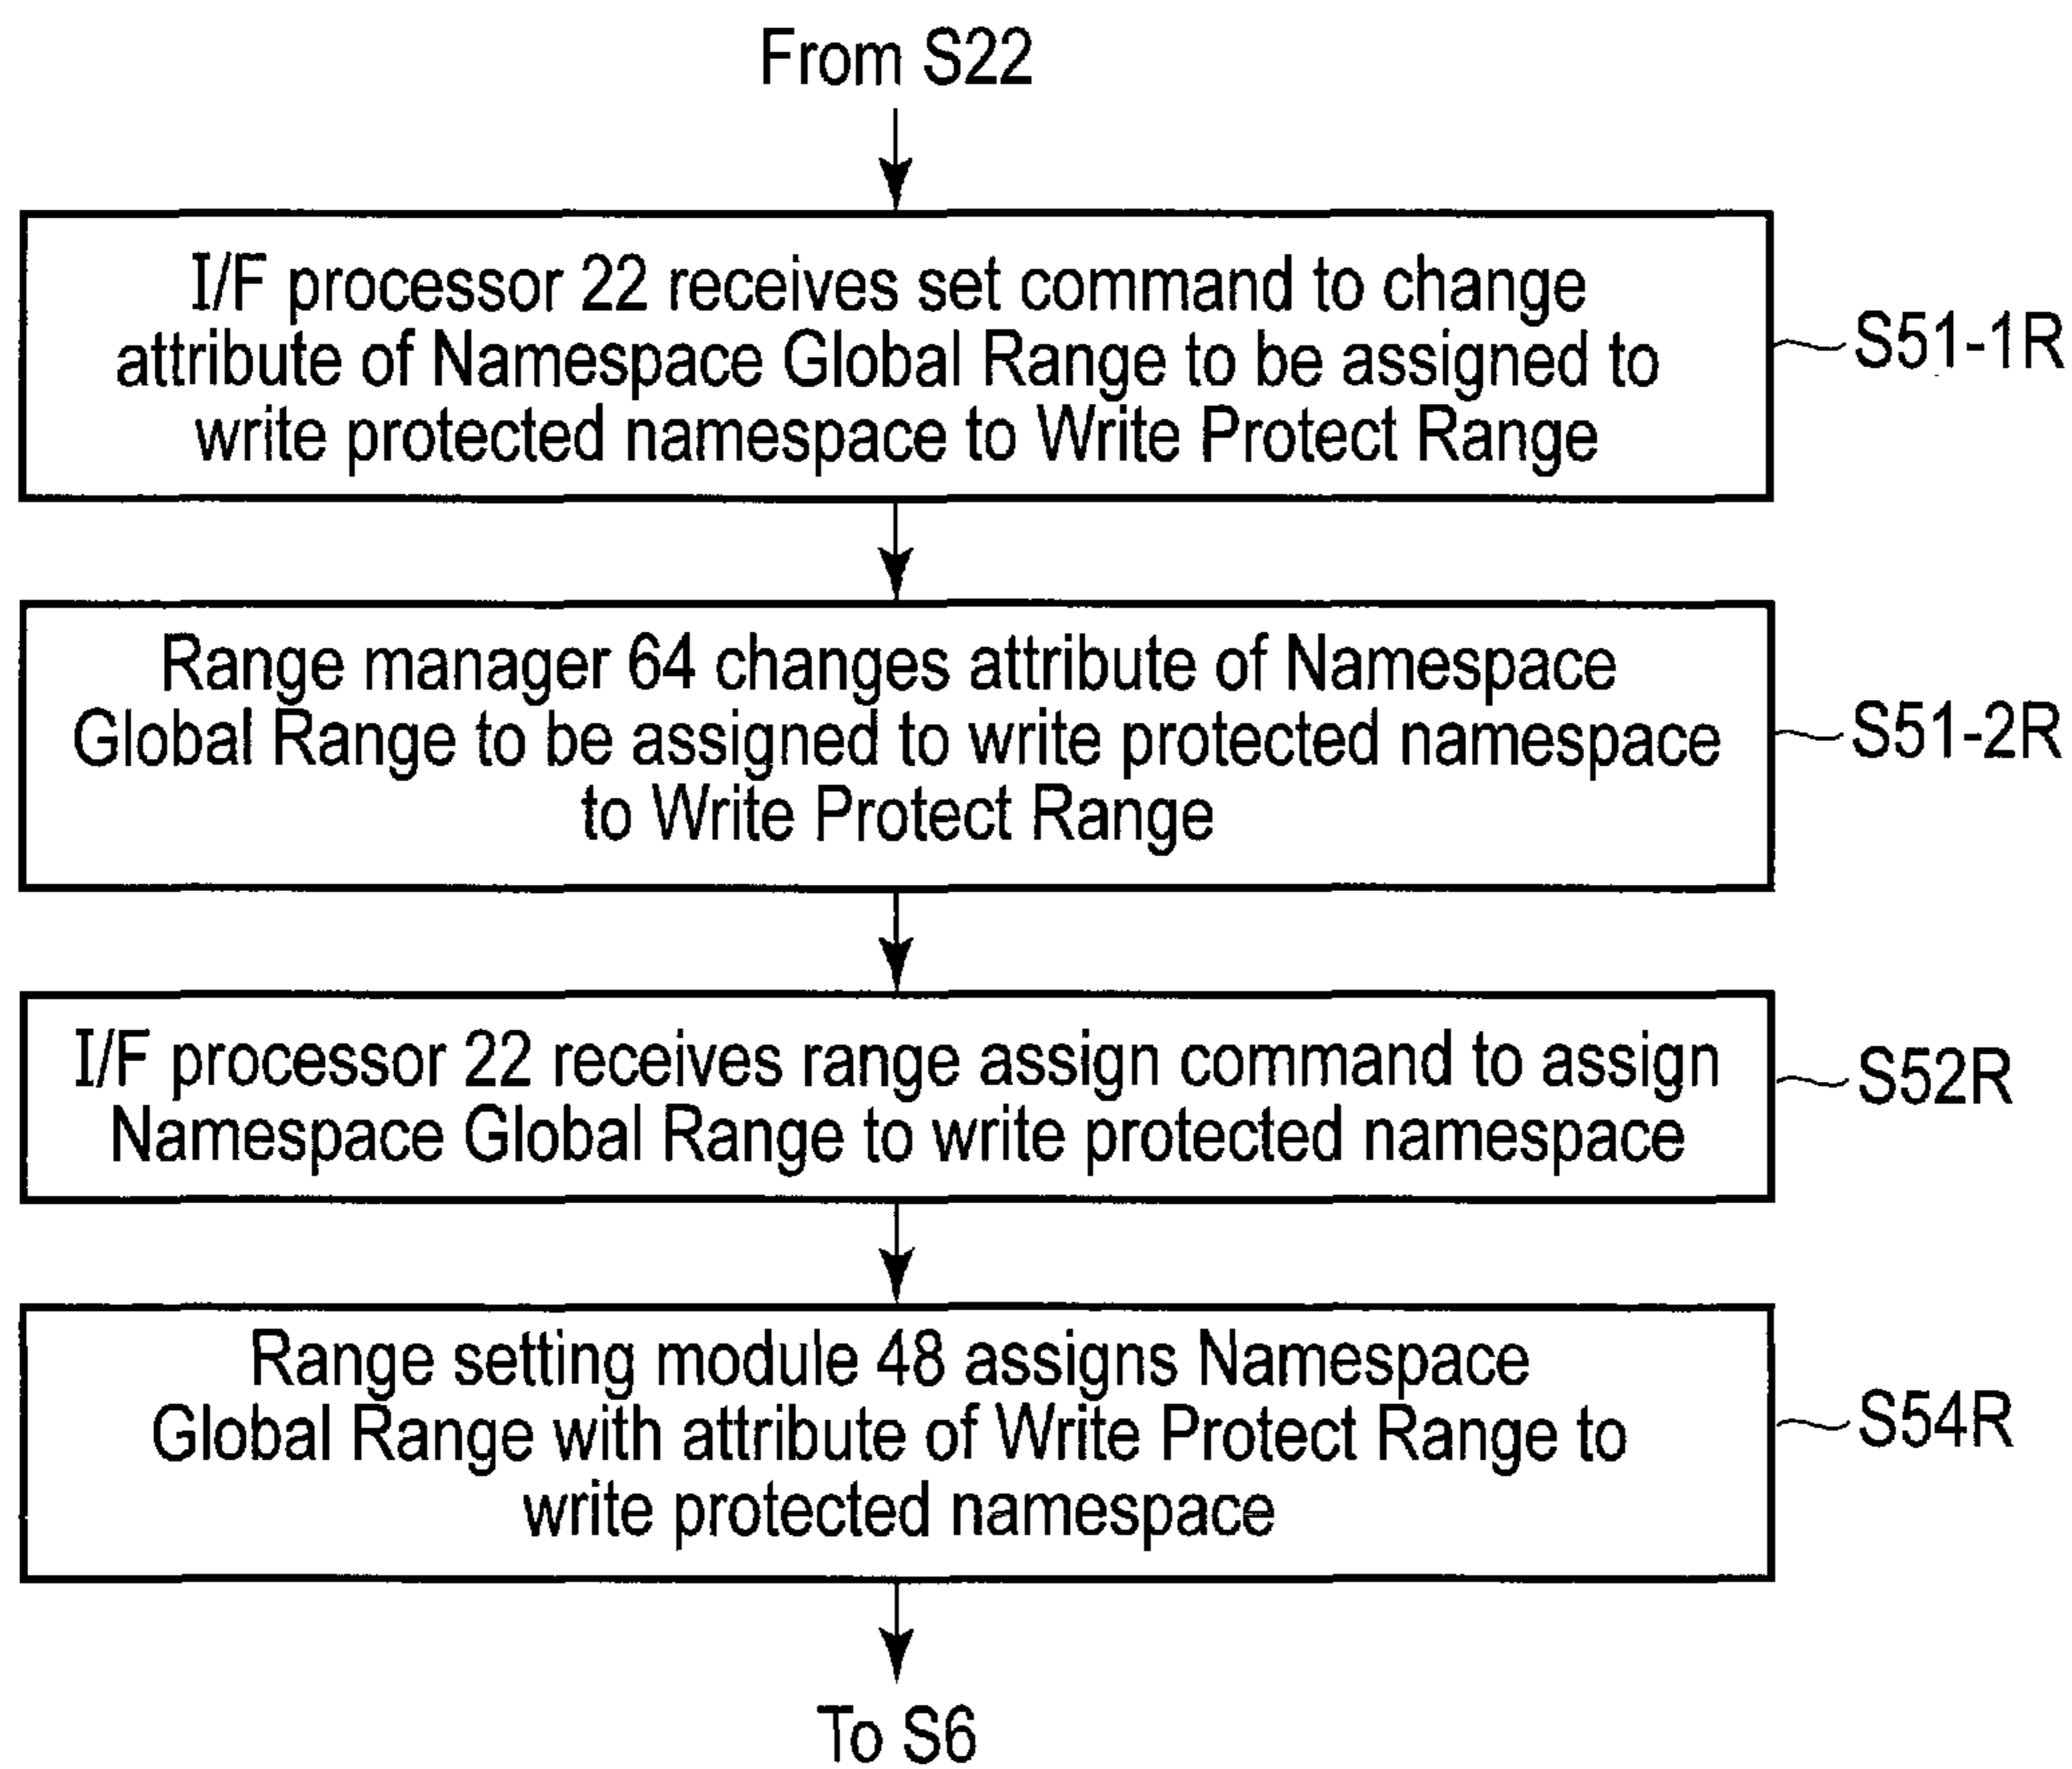 From S22
I/F processor 22 receives set command to change
attribute of Namespace Global Range to be assigned to
write protected namespace to Write Protect Range
S51-1R
Range manager 64 changes attribute of Namespace
Global Range to be assigned to write protected namespace
to Write Protect Range
S51-2R
I/F processor 22 receives range assign command to assign
Namespace Global Range to write protected namespace
S52R
Range setting module 48 assigns Namespace
Global Range with attribute of Write Protect Range to
write protected namespace
S54R
To S6